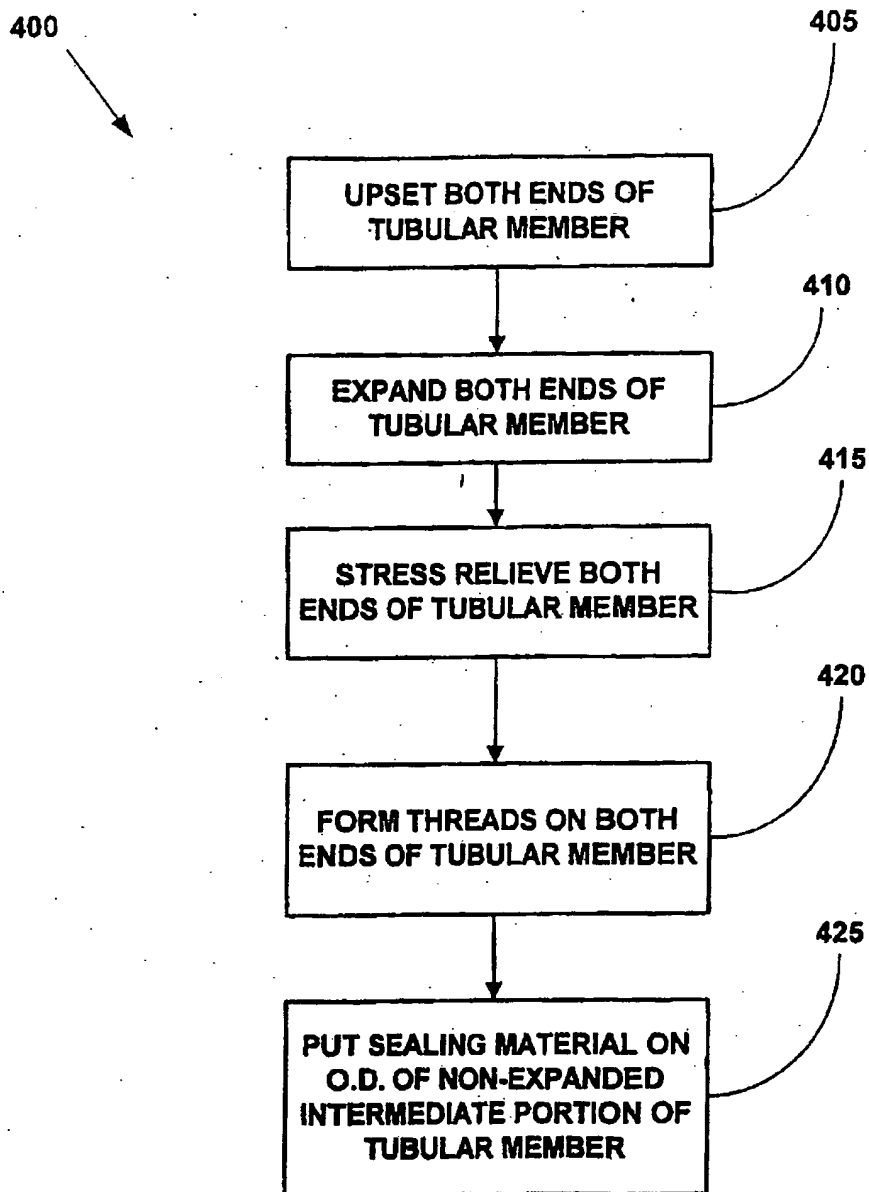 400
405
UPSET BOTH ENDS OF
TUBULAR MEMBER
410
EXPAND BOTH ENDS OF
TUBULAR MEMBER
415
STRESS RELIEVE BOTH
ENDS OF TUBULAR MEMBER
420
FORM THREADS ON BOTH
ENDS OF TUBULAR MEMBER
425
PUT SEALING MATERIAL ON
O.D. OF NON-EXPANDED
INTERMEDIATE PORTION OF
TUBULAR MEMBER